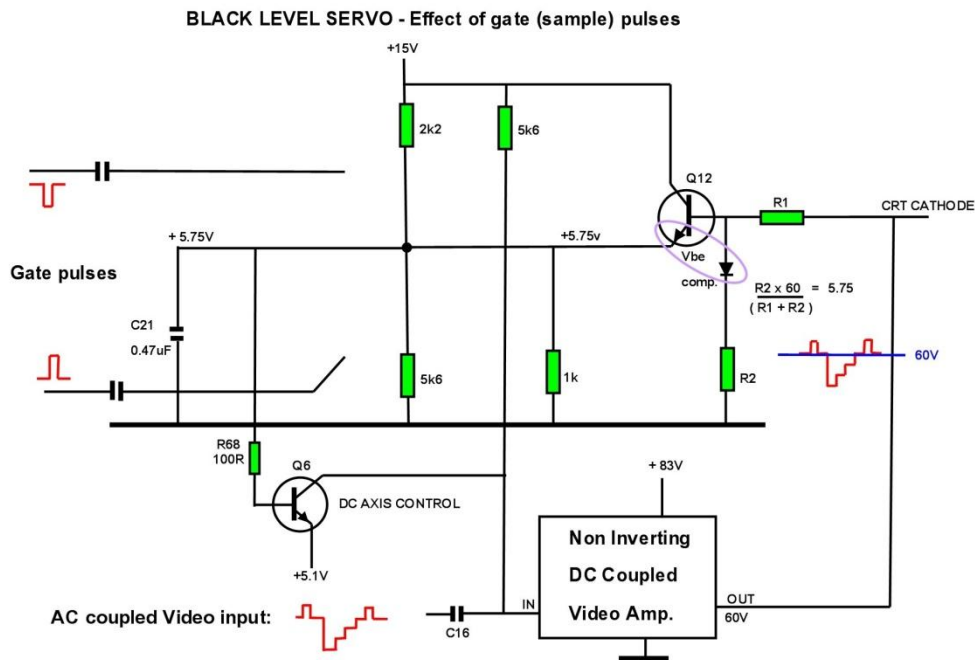 BLACK LEVEL SERVO - Effect of gate (sample) pulses
+15V
2k2
5k6
Q12
R1
CRT CATHODE
+ 5.75V
+5.75v
Vbe
comp.
Gate pulses
R2 x 60 = 5.75
( R1 + R2 )
C21
0.47uF
60V
5k6
1k
R2
R68
100R
Q6
+ 83V
DC AXIS CONTROL
Non Inverting
DC Coupled
Video Amp.
+5.1V
IN
OUT
60V
AC coupled Video input:
C16